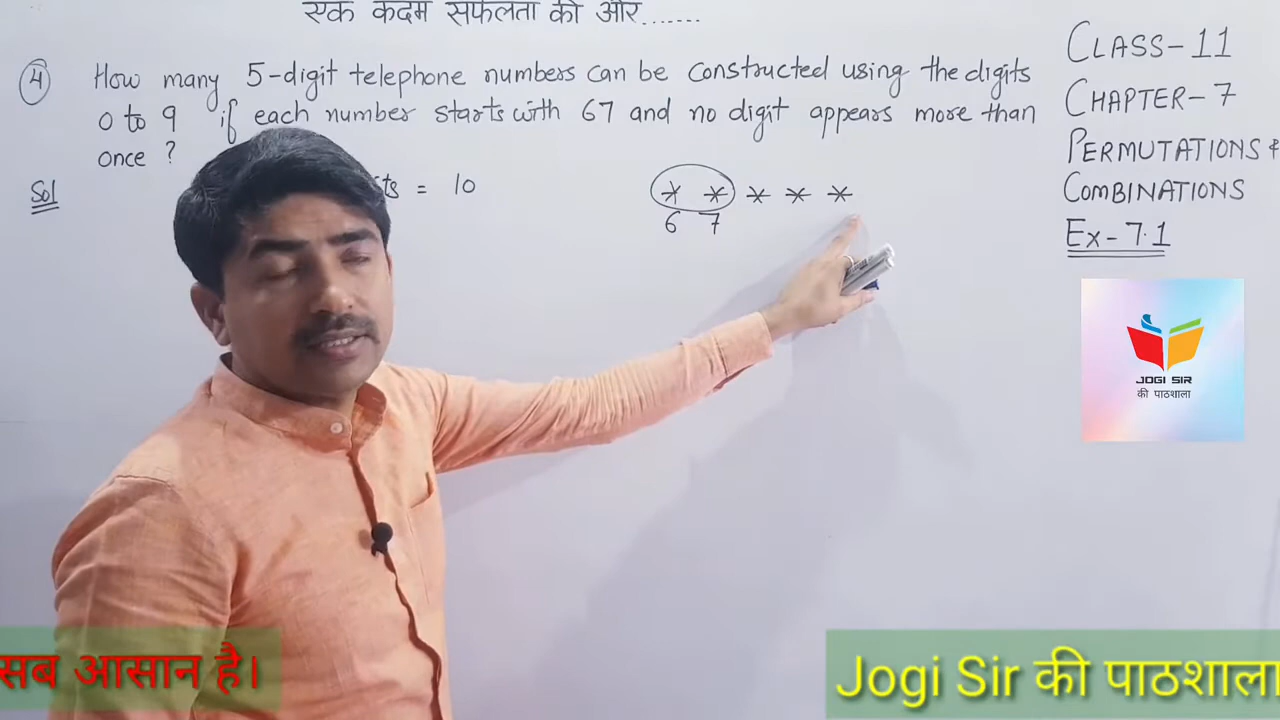 एक कदम सफलता की ओर.......
4 How many 5-digit telephone numbers can be constructed using the digits
0 to 9 if each number starts with 67 and no digit appears more than
once ?
Sol = 10
* * * * *
6 7
CLASS-11
CHAPTER-7
PERMUTATIONS &
COMBINATIONS
Ex-7.1
JOGI SIR
की पाठशाला
सब आसान है।
Jogi Sir की पाठशाला